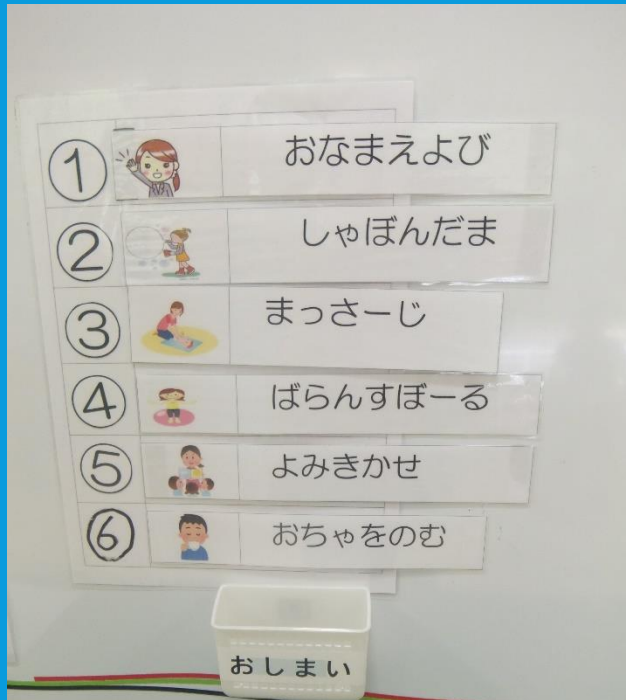 ① おなまえよび
② しゃぼんだま
③ まっさーじ
④ ばらんすぼーる
⑤ よみきかせ
⑥ おちゃをのむ
おしまい